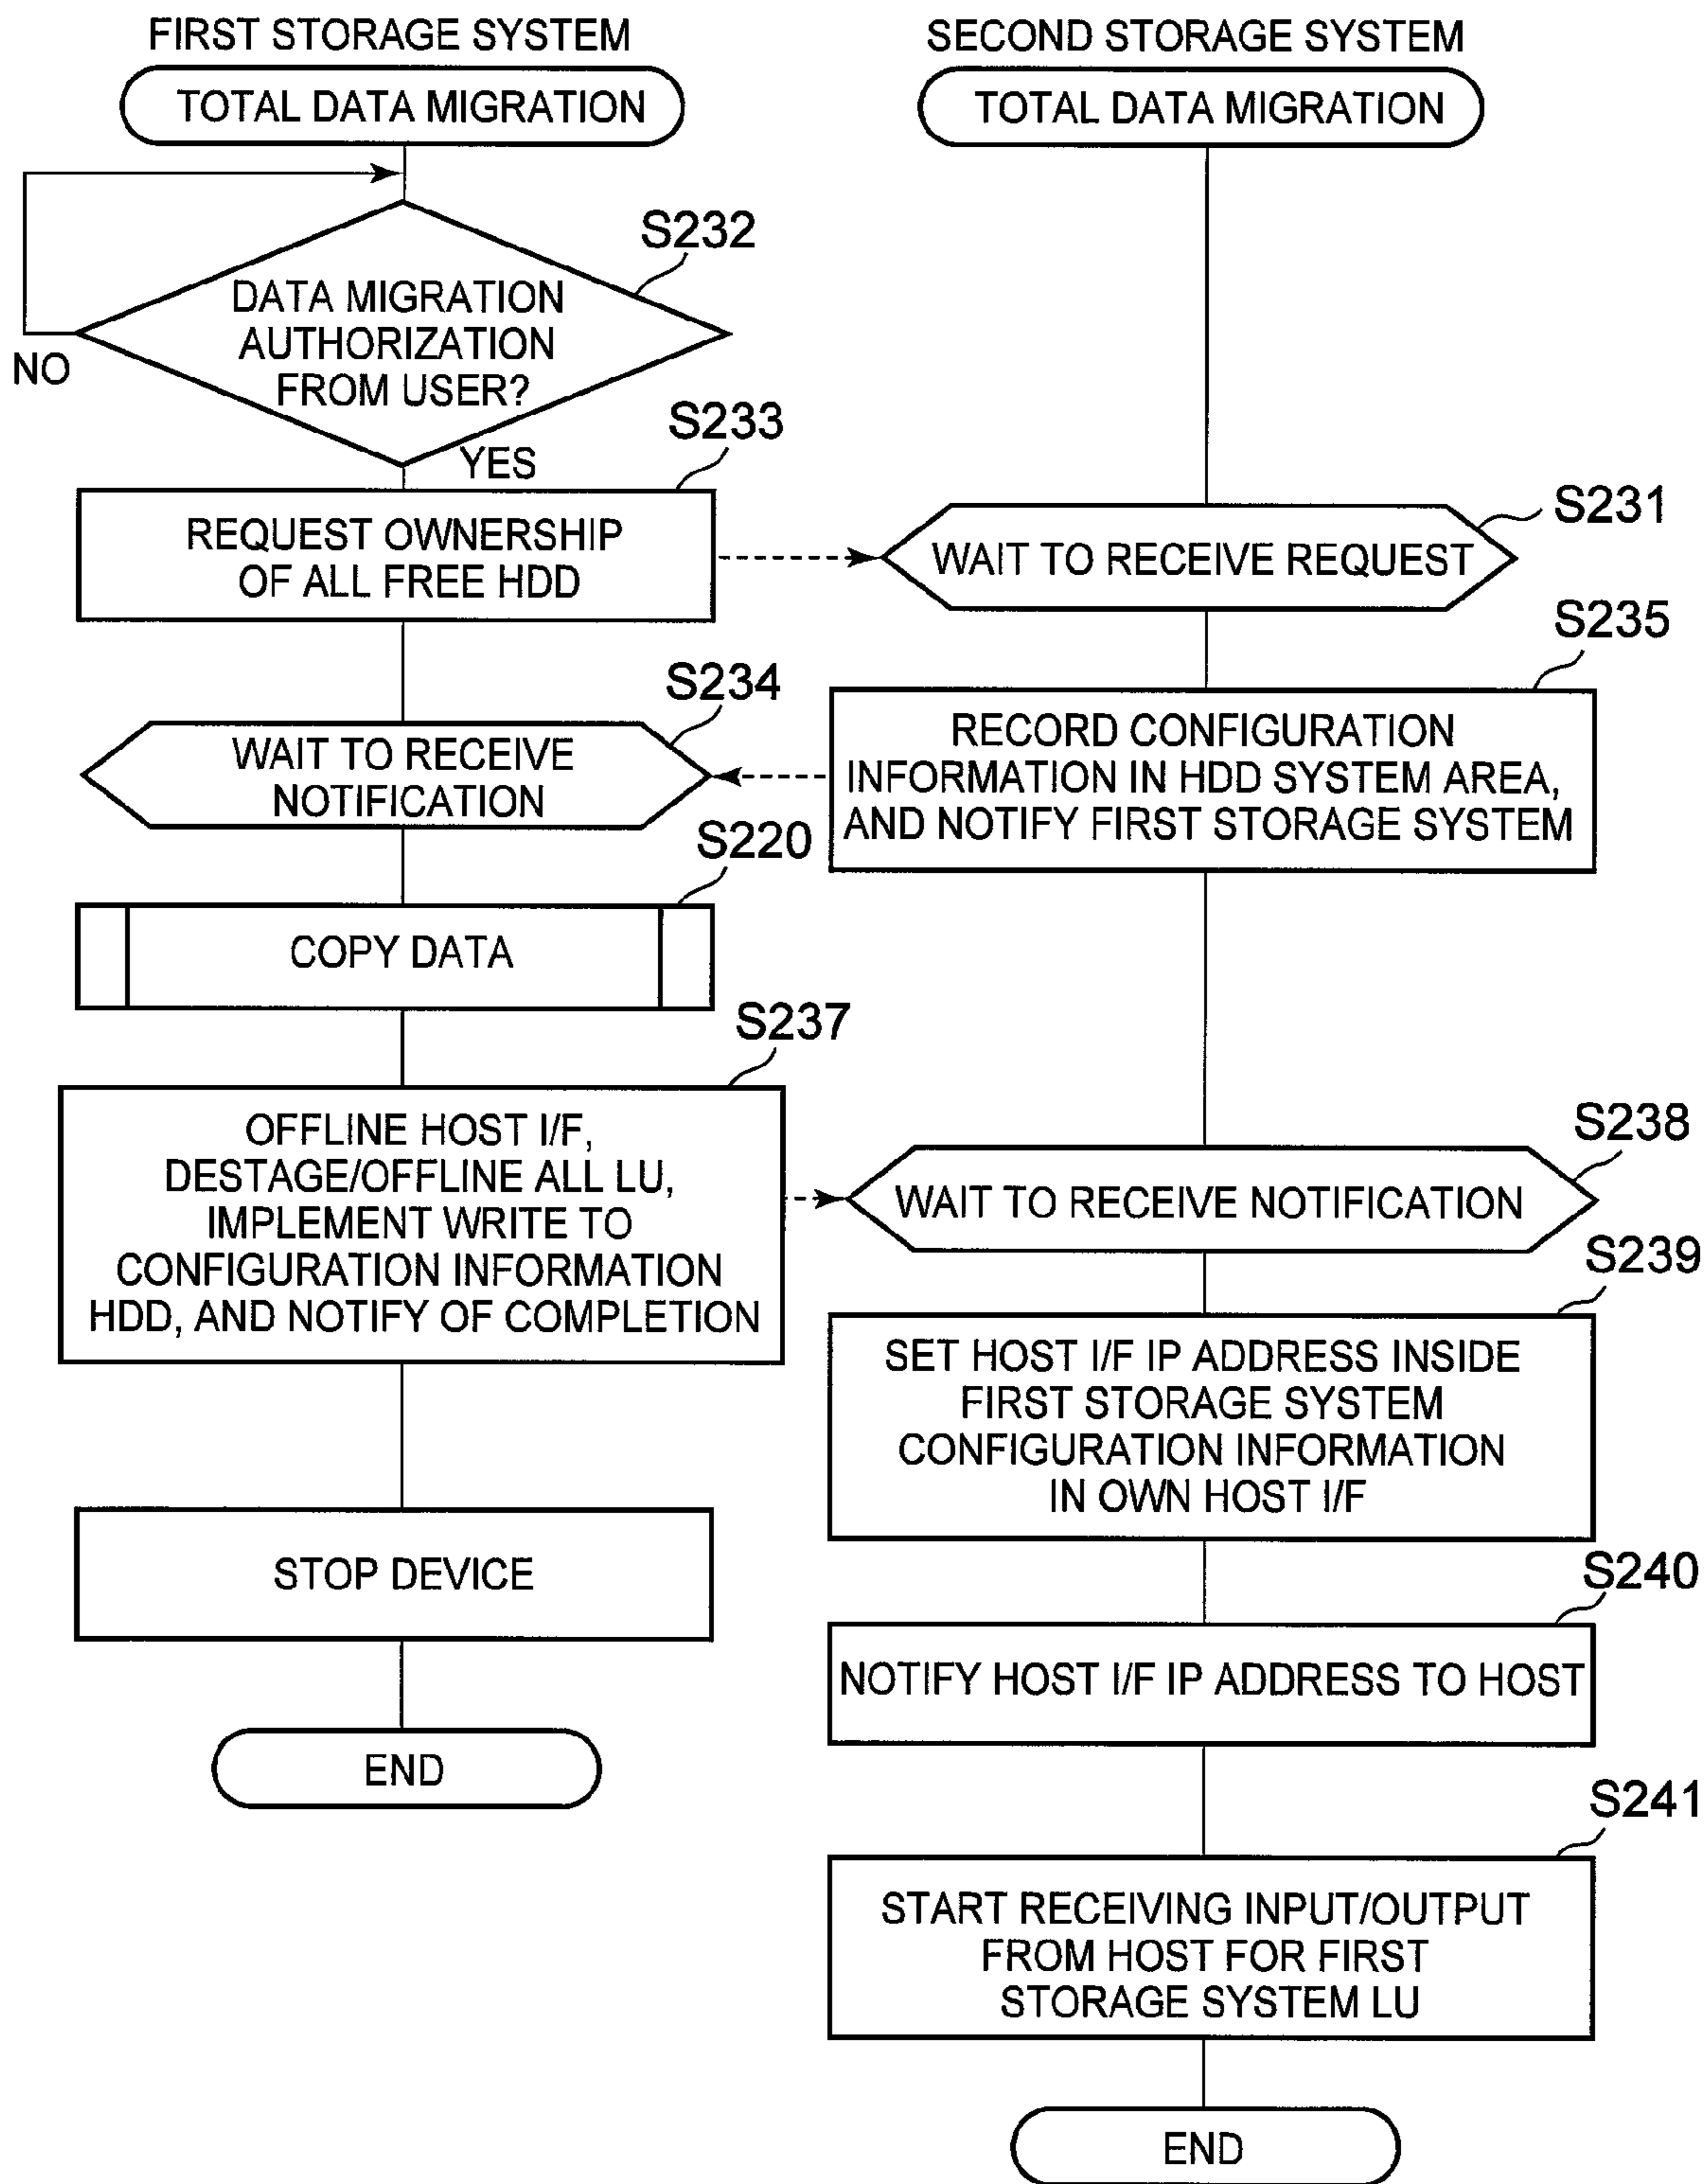 FIRST STORAGE SYSTEM
TOTAL DATA MIGRATION
S232
DATA MIGRATION
AUTHORIZATION
FROM USER?
NO
YES
S233
REQUEST OWNERSHIP
OF ALL FREE HDD
S234
WAIT TO RECEIVE
NOTIFICATION
S220
COPY DATA
S237
OFFLINE HOST I/F,
DESTAGE/OFFLINE ALL LU,
IMPLEMENT WRITE TO
CONFIGURATION INFORMATION
HDD, AND NOTIFY OF COMPLETION
STOP DEVICE
END
SECOND STORAGE SYSTEM
TOTAL DATA MIGRATION
S231
WAIT TO RECEIVE REQUEST
S235
RECORD CONFIGURATION
INFORMATION IN HDD SYSTEM AREA,
AND NOTIFY FIRST STORAGE SYSTEM
S238
WAIT TO RECEIVE NOTIFICATION
S239
SET HOST I/F IP ADDRESS INSIDE
FIRST STORAGE SYSTEM
CONFIGURATION INFORMATION
IN OWN HOST I/F
S240
NOTIFY HOST I/F IP ADDRESS TO HOST
S241
START RECEIVING INPUT/OUTPUT
FROM HOST FOR FIRST
STORAGE SYSTEM LU
END